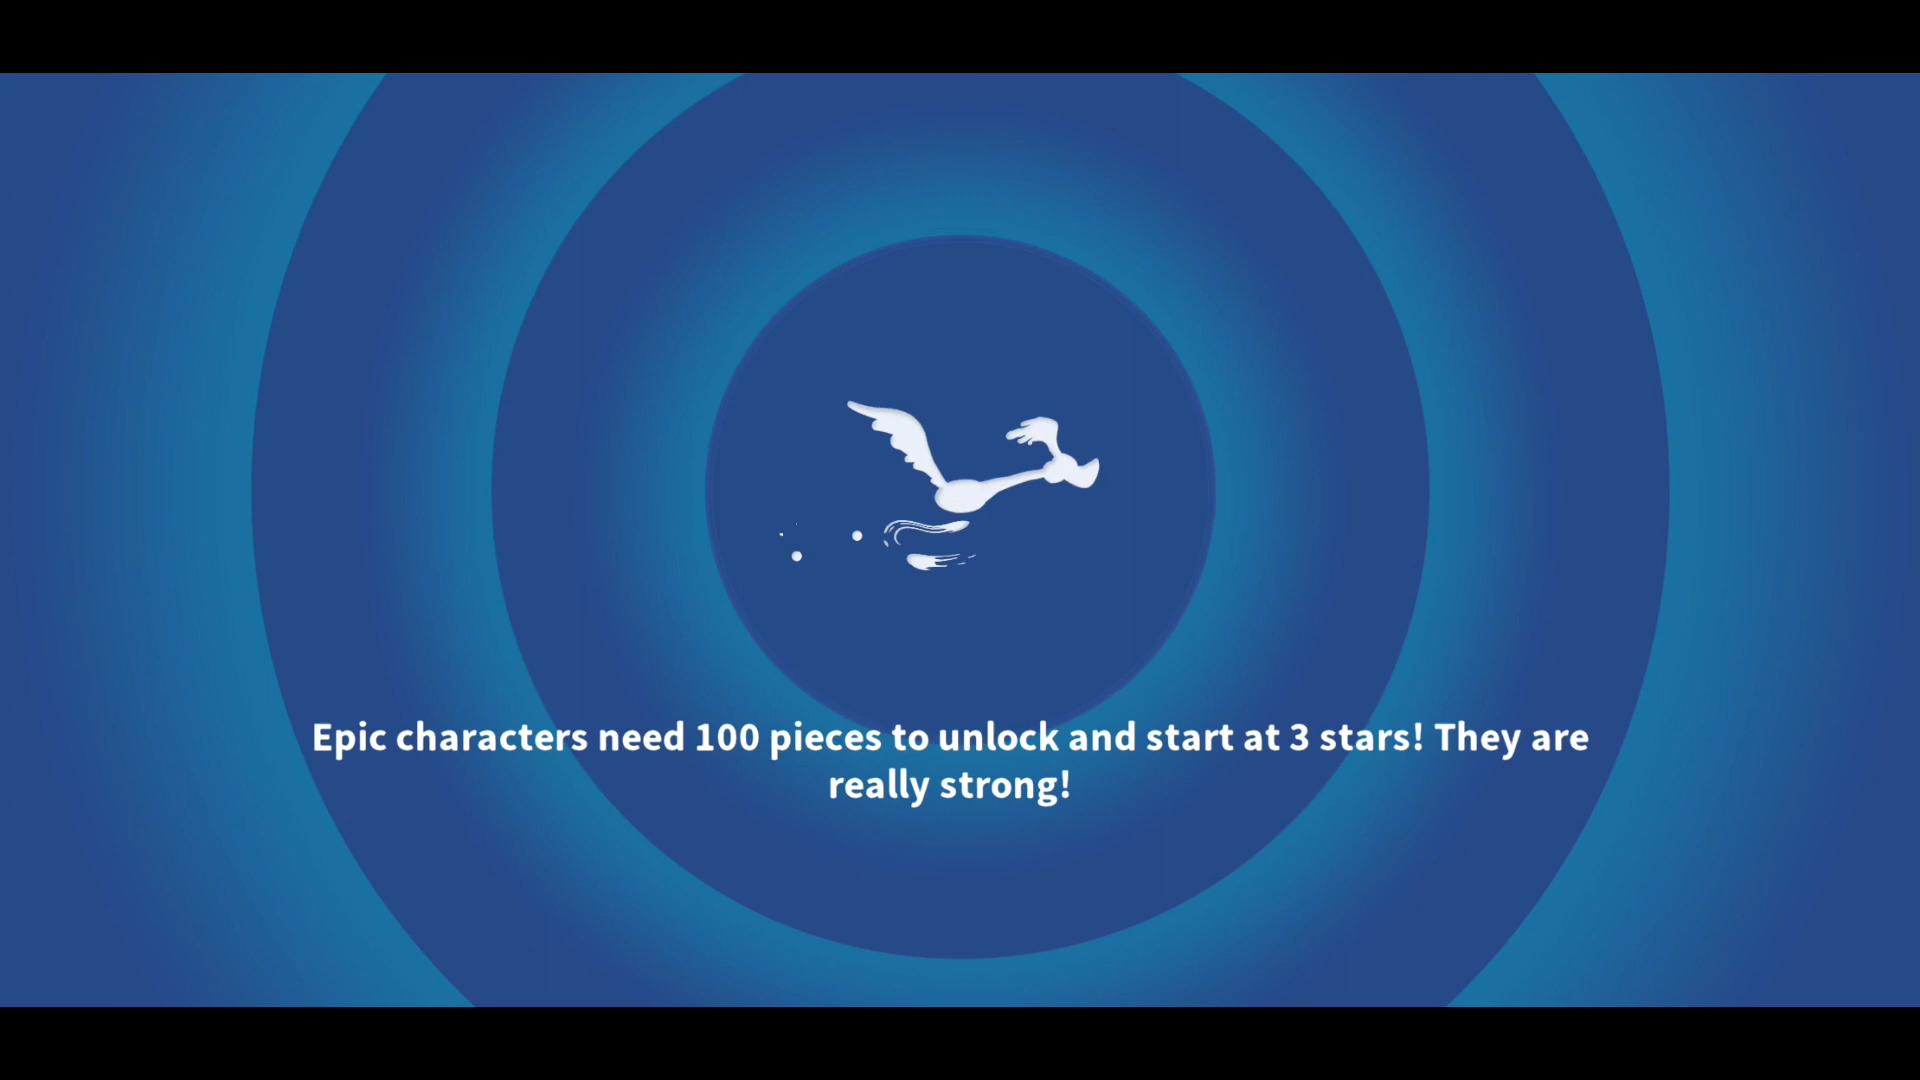 Epic characters need 100 pieces to unlock and start at 3 stars! They are
really strong!